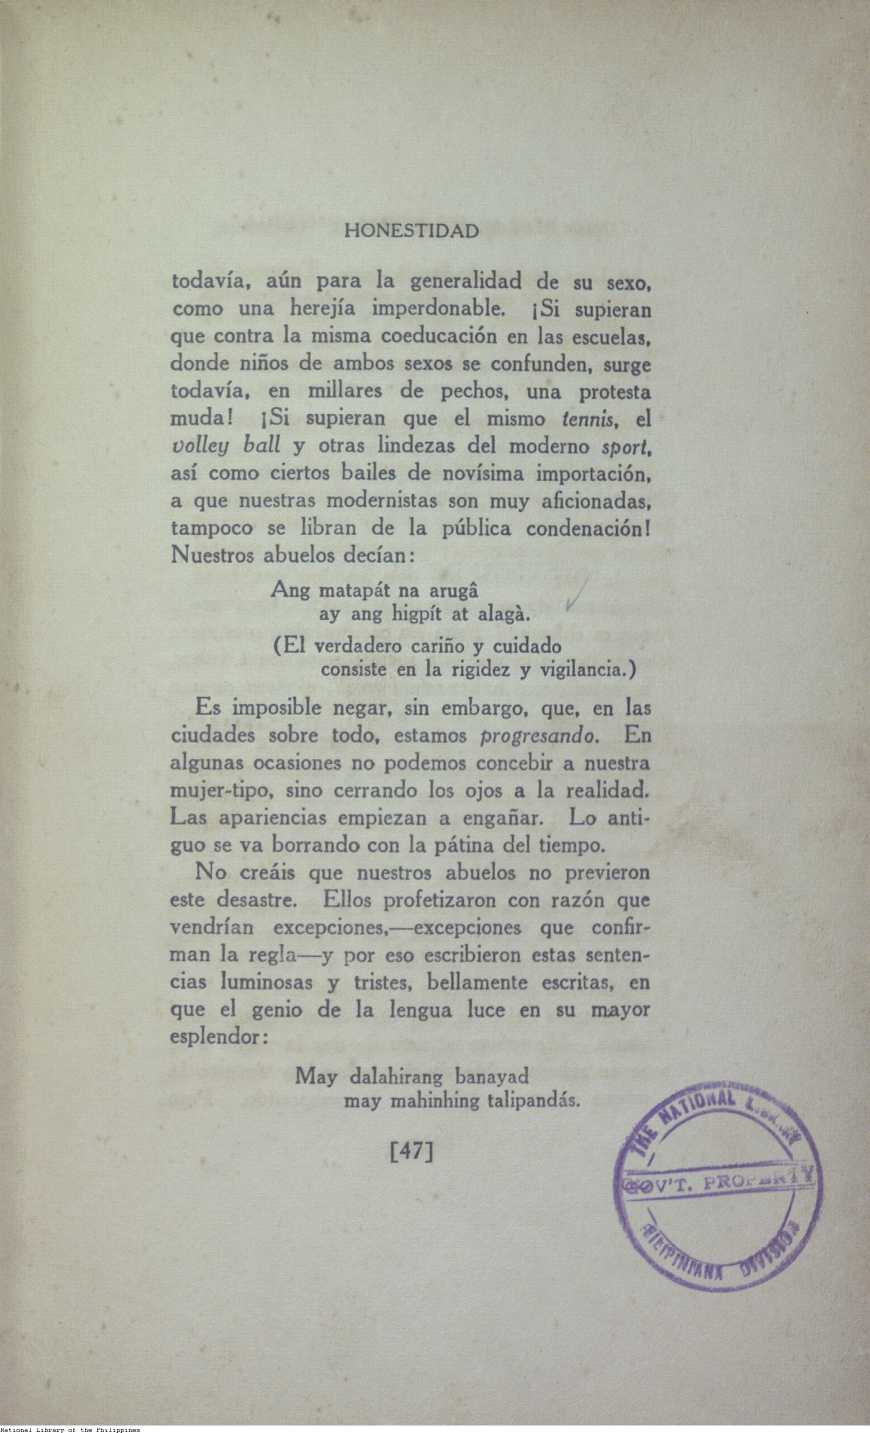 HONESTIDAD
todavía, aún para la generalidad de su sexo,
como una herejía imperdonable. ¡Si supieran
que contra la misma coeducación en las escuelas,
donde niños de ambos sexos se confunden, surge
todavía, en millares de pechos, una protesta
muda! ¡Si supieran que el mismo tennis, el
volley ball y otras lindezas del moderno sport,
así como ciertos bailes de novísima importación,
a que nuestras modernistas son muy aficionadas,
tampoco se libran de la pública condenación!
Nuestros abuelos decían:
Ang matapát na arugâ
ay ang higpít at alagà.
(El verdadero cariño y cuidado
consiste en la rigidez y vigilancia.)
Es imposible negar, sin embargo, que, en las
ciudades sobre todo, estamos progresando. En
algunas ocasiones no podemos concebir a nuestra
mujer-tipo, sino cerrando los ojos a la realidad.
Las apariencias empiezan a engañar. Lo anti-
guo se va borrando con la pátina del tiempo.
No creáis que nuestros abuelos no previeron
este desastre. Ellos profetizaron con razón que
vendrían excepciones,—excepciones que confir-
man la regla—y por eso escribieron estas senten-
cias luminosas y tristes, bellamente escritas, en
que el genio de la lengua luce en su mayor
esplendor:
May dalahirang banayad
may mahinhing talipandás.
[47]
THE NATIONAL LIBRARY
GOV'T. PROPERTY
FILIPINIANA DIVISION
National Library of the Philippines